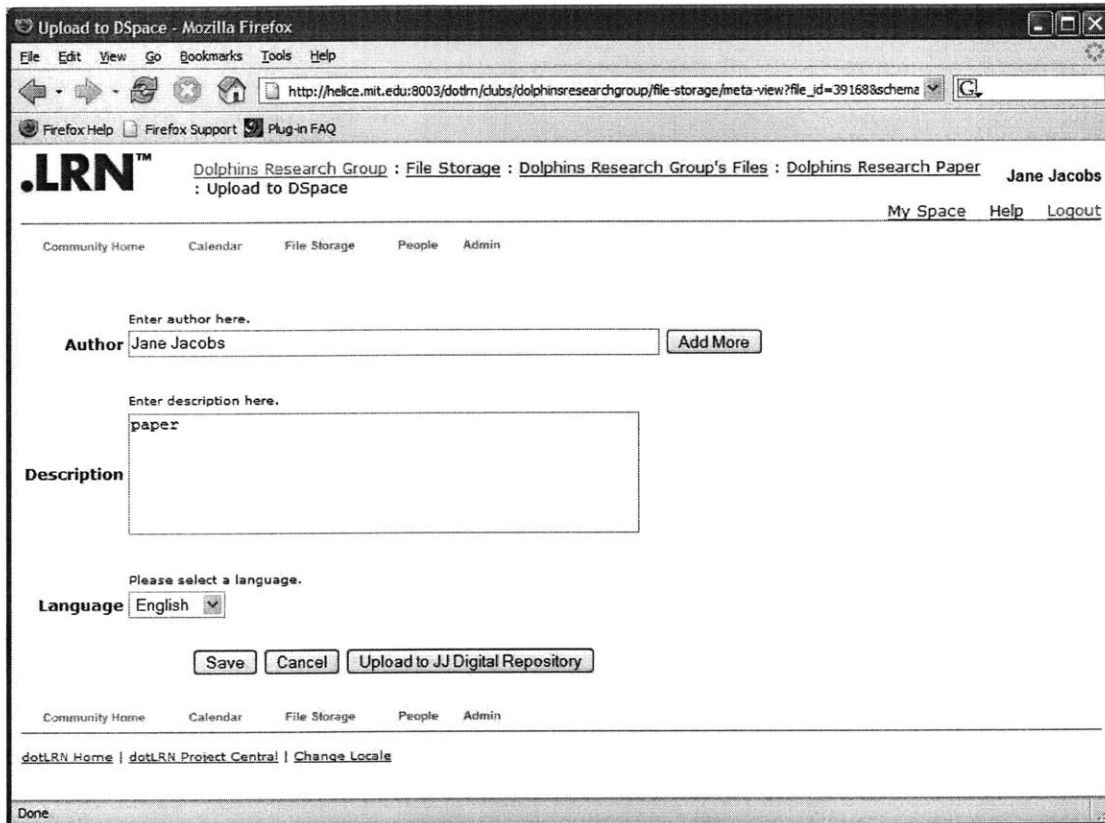 Upload to DSpace - Mozilla Firefox
File Edit View Go Bookmarks Tools Help
http://helice.mit.edu:8003/dotlrn/clubs/dolphinsresearchgroup/file-storage/meta-view?file_id=39168&schema
G
Firefox Help Firefox Support Plug-in FAQ
.LRN™
Dolphins Research Group : File Storage : Dolphins Research Group's Files : Dolphins Research Paper
: Upload to DSpace
Jane Jacobs
My Space Help Logout
Community Home Calendar File Storage People Admin
Enter author here.
Author Jane Jacobs Add More
Enter description here.
paper
Description
Please select a language.
Language English
Save Cancel Upload to JJ Digital Repository
Community Home Calendar File Storage People Admin
dotLRN Home | dotLRN Project Central | Change Locale
Done